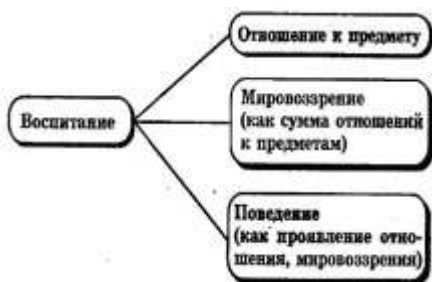 Отношение к предмету
Воспитание
Мировоззрение
(как сумма отношений
к предметам)
Поведение
(как проявление отно-
шения, мировоззрения)